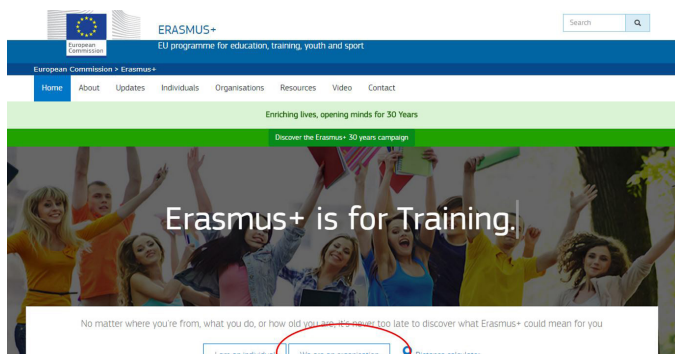 European
Commission
ERASMUS+
Search
EU programme for education, training, youth and sport
European Commission > Erasmus+
Home About Updates Individuals Organisations Resources Video Contact
Enriching lives, opening minds for 30 Years
Discover the Erasmus+ 30 years campaign
Erasmus+ is for Training.
No matter where you're from, what you do, or how old you are, it's never too late to discover what Erasmus+ could mean for you